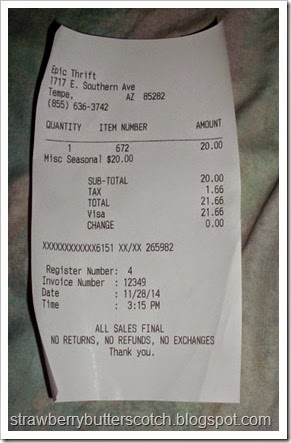 Epic Thrift
1717 E. Southern Ave
Tempe, AZ 85282
(855) 636-3742
QUANTITY ITEM NUMBER AMOUNT
1 672 20.00
Misc Seasonal $20.00
SUB-TOTAL 20.00
TAX 1.66
TOTAL 21.66
Visa 21.66
CHANGE 0.00
XXXXXXXXXXXX6151 XX/XX 265982
Register Number: 4
Invoice Number : 12349
Date : 11/28/14
Time : 3:15 PM
ALL SALES FINAL
NO RETURNS, NO REFUNDS, NO EXCHANGES
Thank you.
strawberrybutterscotch.blogspot.com